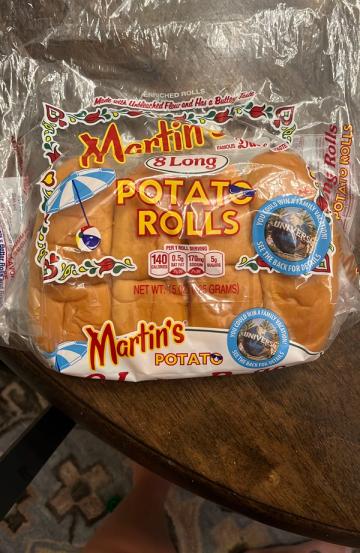 ENRICHED ROLLS
Made with Unbleached Flour and Has a Buttery Taste
Martin's
FAMOUS
8 Long
POTATO
ROLLS
YOU COULD WIN A FAMILY VACATION!
UNIVERSAL
SEE THE BACK FOR DETAILS
PER 1 ROLL SERVING
140 CALORIES
0.5g SAT FAT
170mg SODIUM
5g SUGARS
NET WT. 15 OZ
GRAMS)
Martin's
POTATO
YOU COULD WIN A FAMILY VACATION!
UNIVERSAL
SEE THE BACK FOR DETAILS
Rolls
POTATO ROLLS